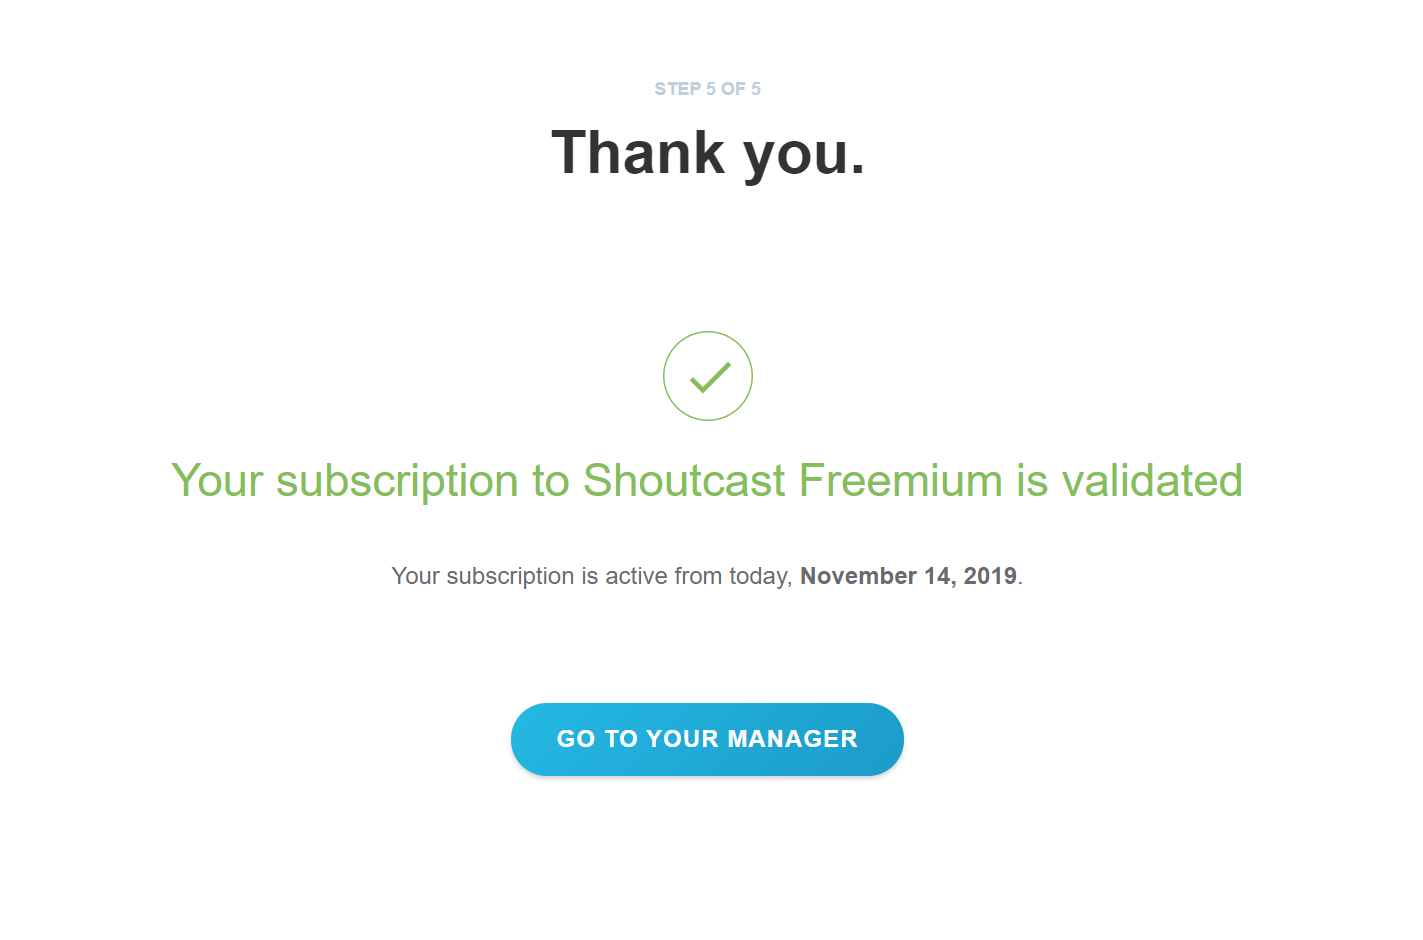 STEP 5 OF 5
Thank you.
Your subscription to Shoutcast Freemium is validated
Your subscription is active from today, November 14, 2019.
GO TO YOUR MANAGER